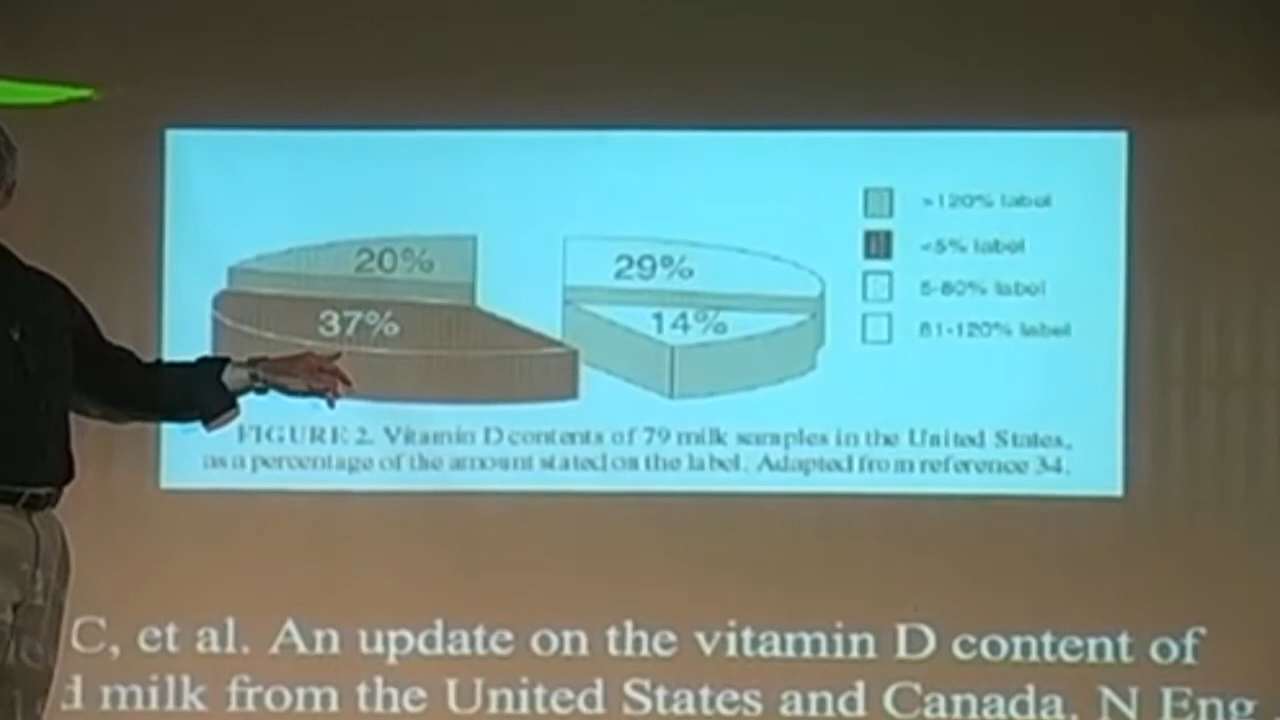 >120% label
20%
29%
<5% label
5-80% label
37%
14%
81-120% label
FIGURE 2. Vitamin D contents of 79 milk samples in the United States,
as a percentage of the amount stated on the label. Adapted from reference 34.
C, et al. An update on the vitamin D content of
d milk from the United States and Canada. N Eng